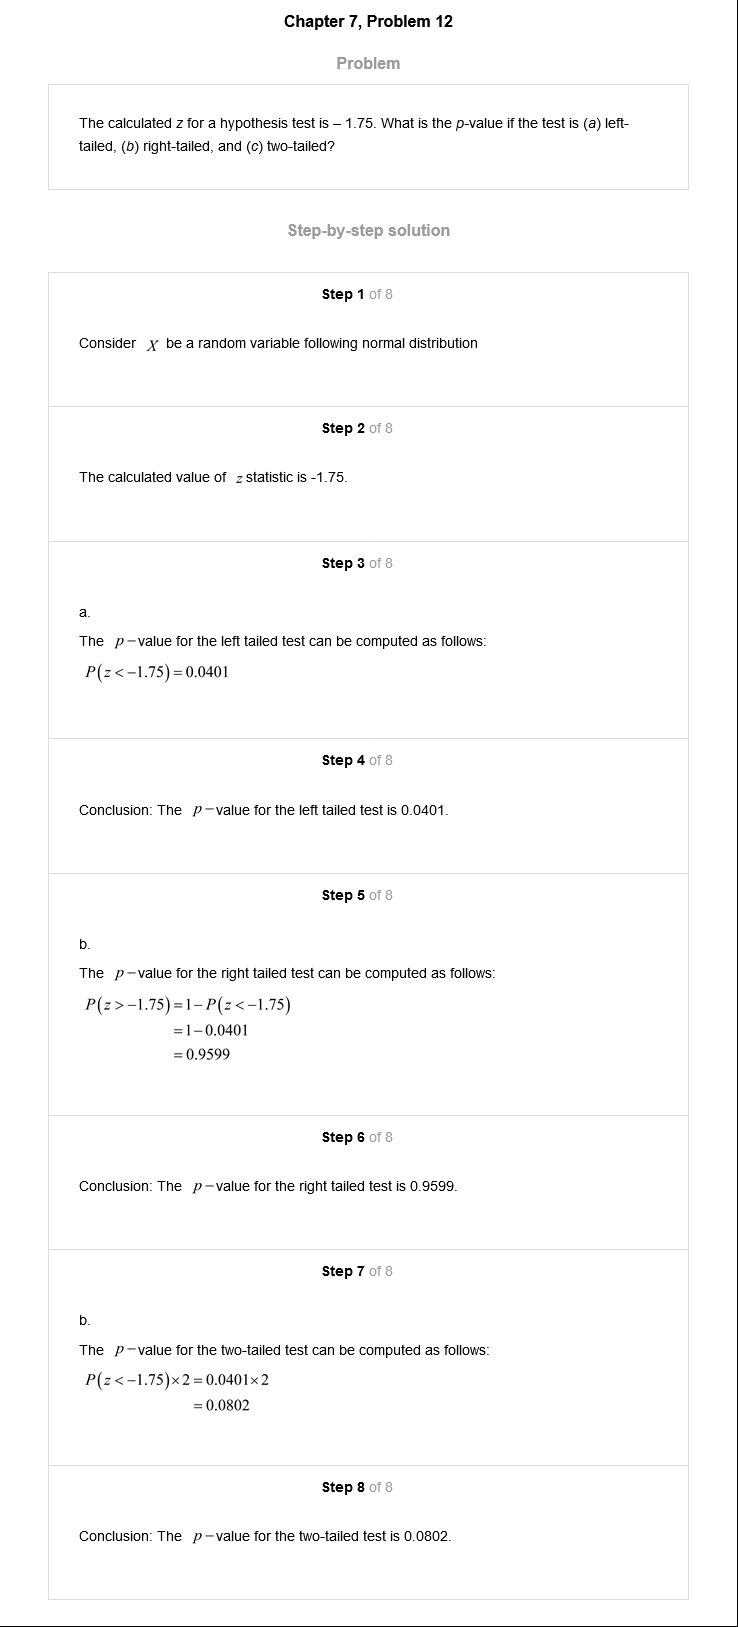 Chapter 7, Problem 12
Problem
The calculated z for a hypothesis test is – 1.75. What is the p-value if the test is (a) left-
tailed, (b) right-tailed, and (c) two-tailed?
Step-by-step solution
Step 1 of 8
Consider X be a random variable following normal distribution
Step 2 of 8
The calculated value of z statistic is -1.75.
Step 3 of 8
a.
The p−value for the left tailed test can be computed as follows:
P(z<−1.75)=0.0401
Step 4 of 8
Conclusion: The p−value for the left tailed test is 0.0401.
Step 5 of 8
b.
The p−value for the right tailed test can be computed as follows:
P(z>−1.75)=1−P(z<−1.75)
=1−0.0401
=0.9599
Step 6 of 8
Conclusion: The p−value for the right tailed test is 0.9599.
Step 7 of 8
b.
The p−value for the two-tailed test can be computed as follows:
P(z<−1.75)×2=0.0401×2
=0.0802
Step 8 of 8
Conclusion: The p−value for the two-tailed test is 0.0802.